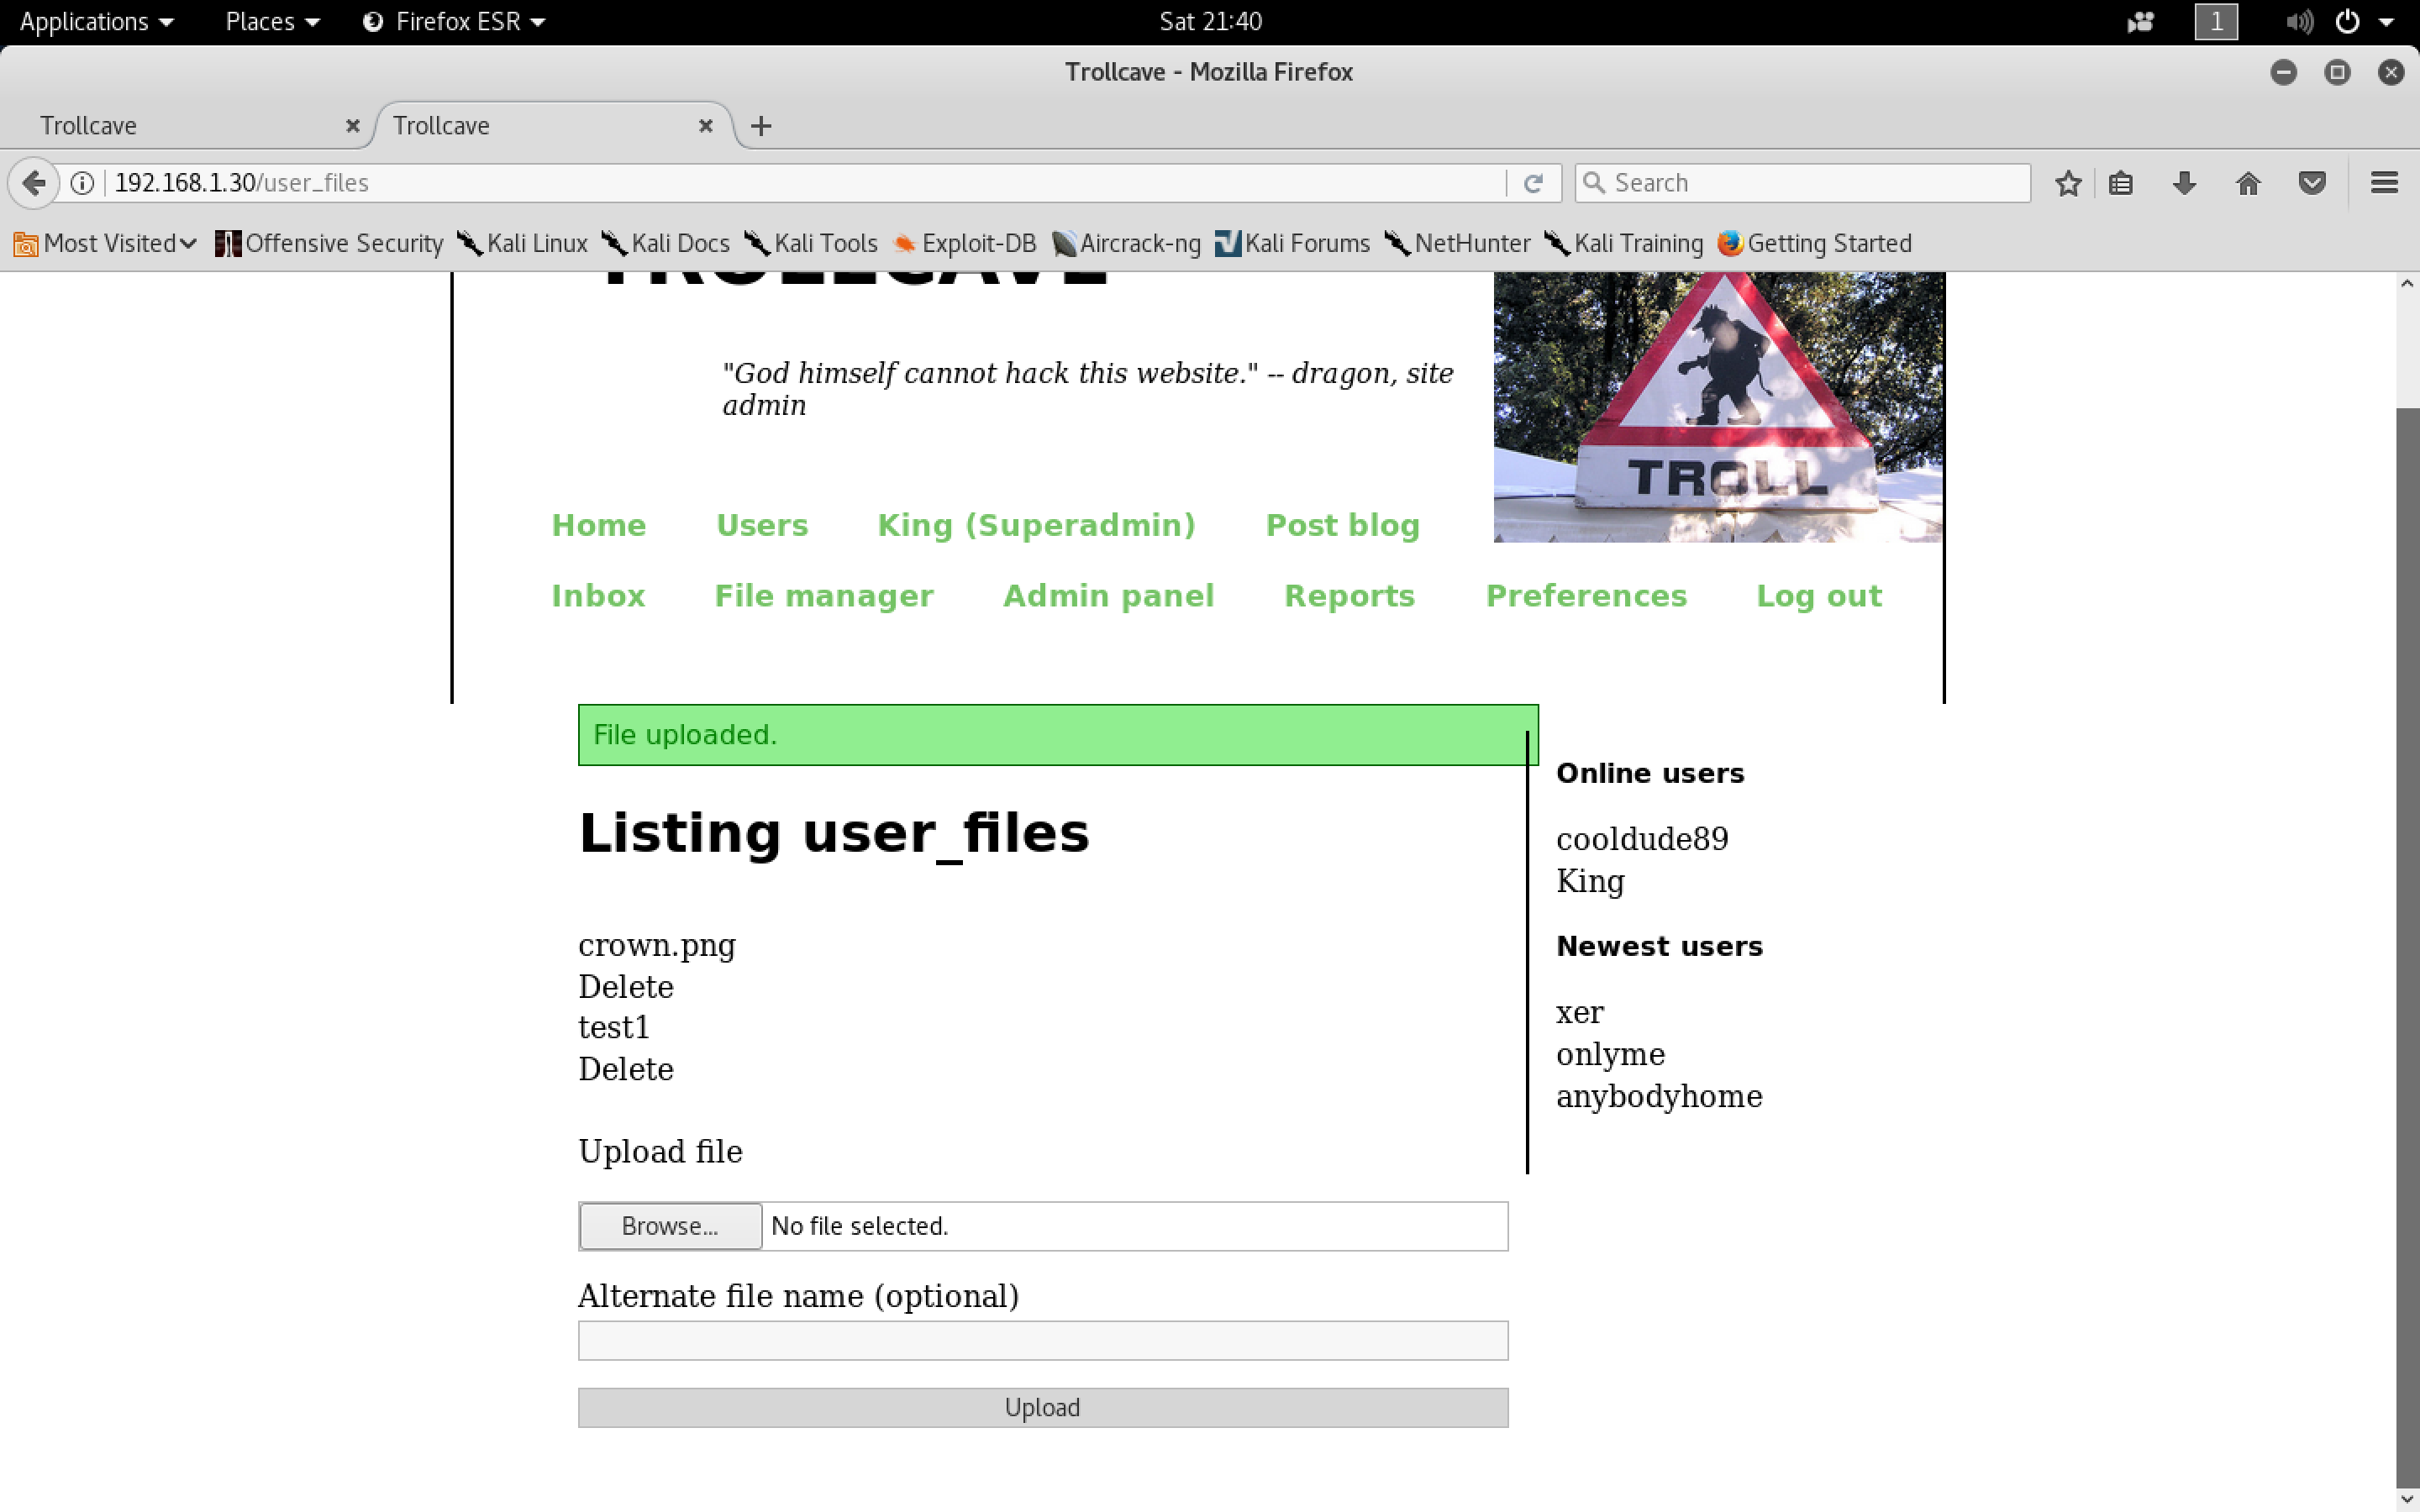 Applications Places Firefox ESR Sat 21:40 1
Trollcave - Mozilla Firefox
Trollcave Trollcave
192.168.1.30/user_files Search
Most Visited Offensive Security Kali Linux Kali Docs Kali Tools Exploit-DB Aircrack-ng Kali Forums NetHunter Kali Training Getting Started
TROLLCAVE
"God himself cannot hack this website." -- dragon, site
admin
TROLL
Home Users King (Superadmin) Post blog
Inbox File manager Admin panel Reports Preferences Log out
File uploaded.
Listing user_files
crown.png
Delete
test1
Delete
Upload file
Browse... No file selected.
Alternate file name (optional)
Upload
Online users
cooldude89
King
Newest users
xer
onlyme
anybodyhome